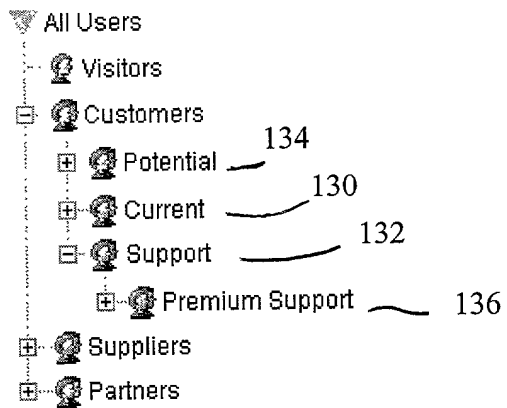 All Users
Visitors
Customers
Potential 134
Current 130
Support 132
Premium Support 136
Suppliers
Partners